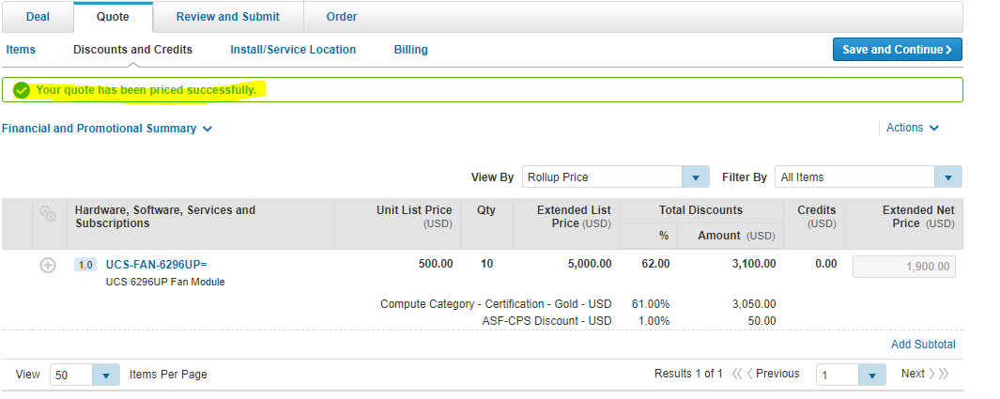 Deal Quote Review and Submit Order
Items Discounts and Credits Install/Service Location Billing Save and Continue
Your quote has been priced successfully.
Financial and Promotional Summary Actions
View By Rollup Price Filter By All Items
Hardware, Software, Services and Unit List Price Qty Extended List Total Discounts Credits Extended Net
Subscriptions (USD) Price (USD) (USD) Price (USD)
% Amount (USD)
1.0 UCS-FAN-6296UP= 500.00 10 5,000.00 62.00 3,100.00 0.00 1,900.00
UCS 6296UP Fan Module
Compute Category - Certification - Gold - USD 61.00% 3,050.00
ASF-CPS Discount - USD 1.00% 50.00
Add Subtotal
View 50 Items Per Page Results 1 of 1 Previous 1 Next